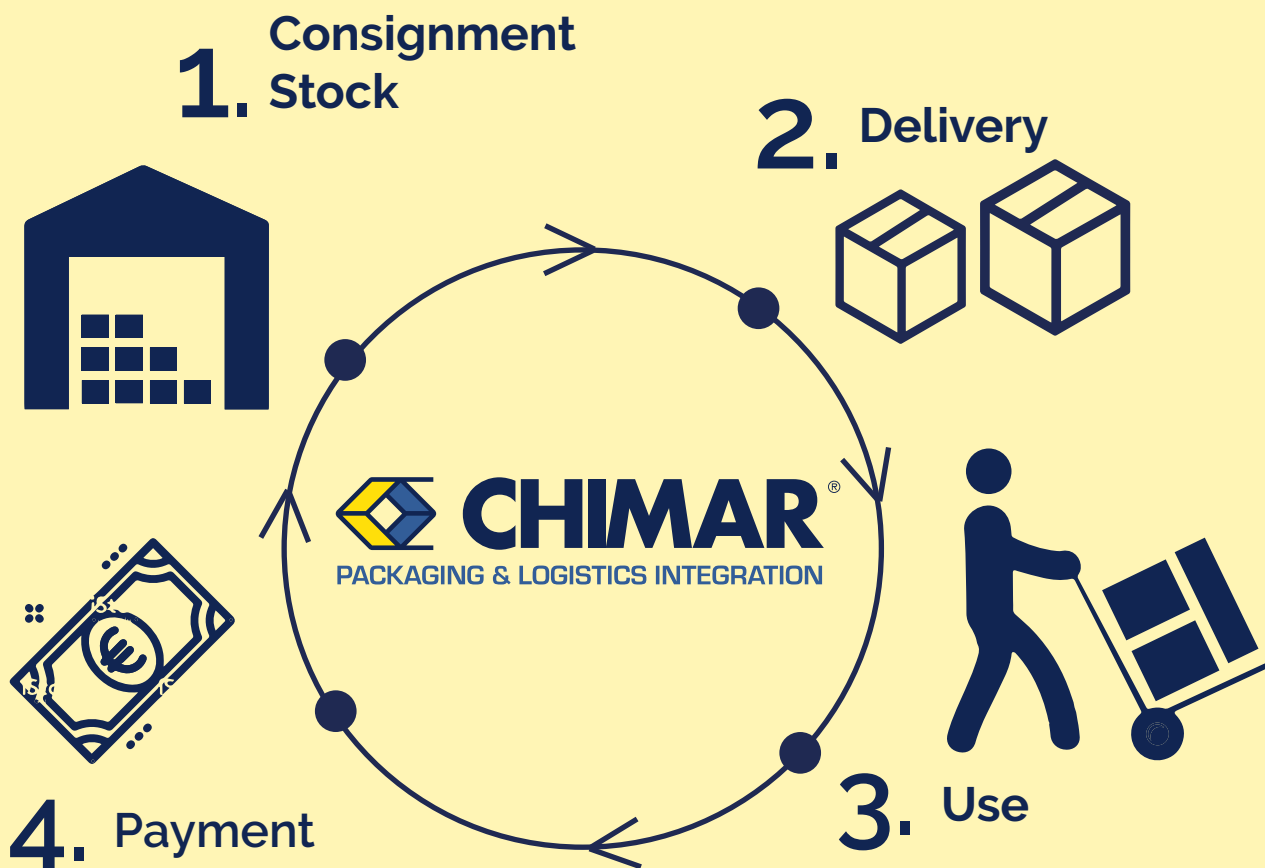 1. Consignment
Stock
2. Delivery
CHIMAR®
PACKAGING & LOGISTICS INTEGRATION
3. Use
4. Payment